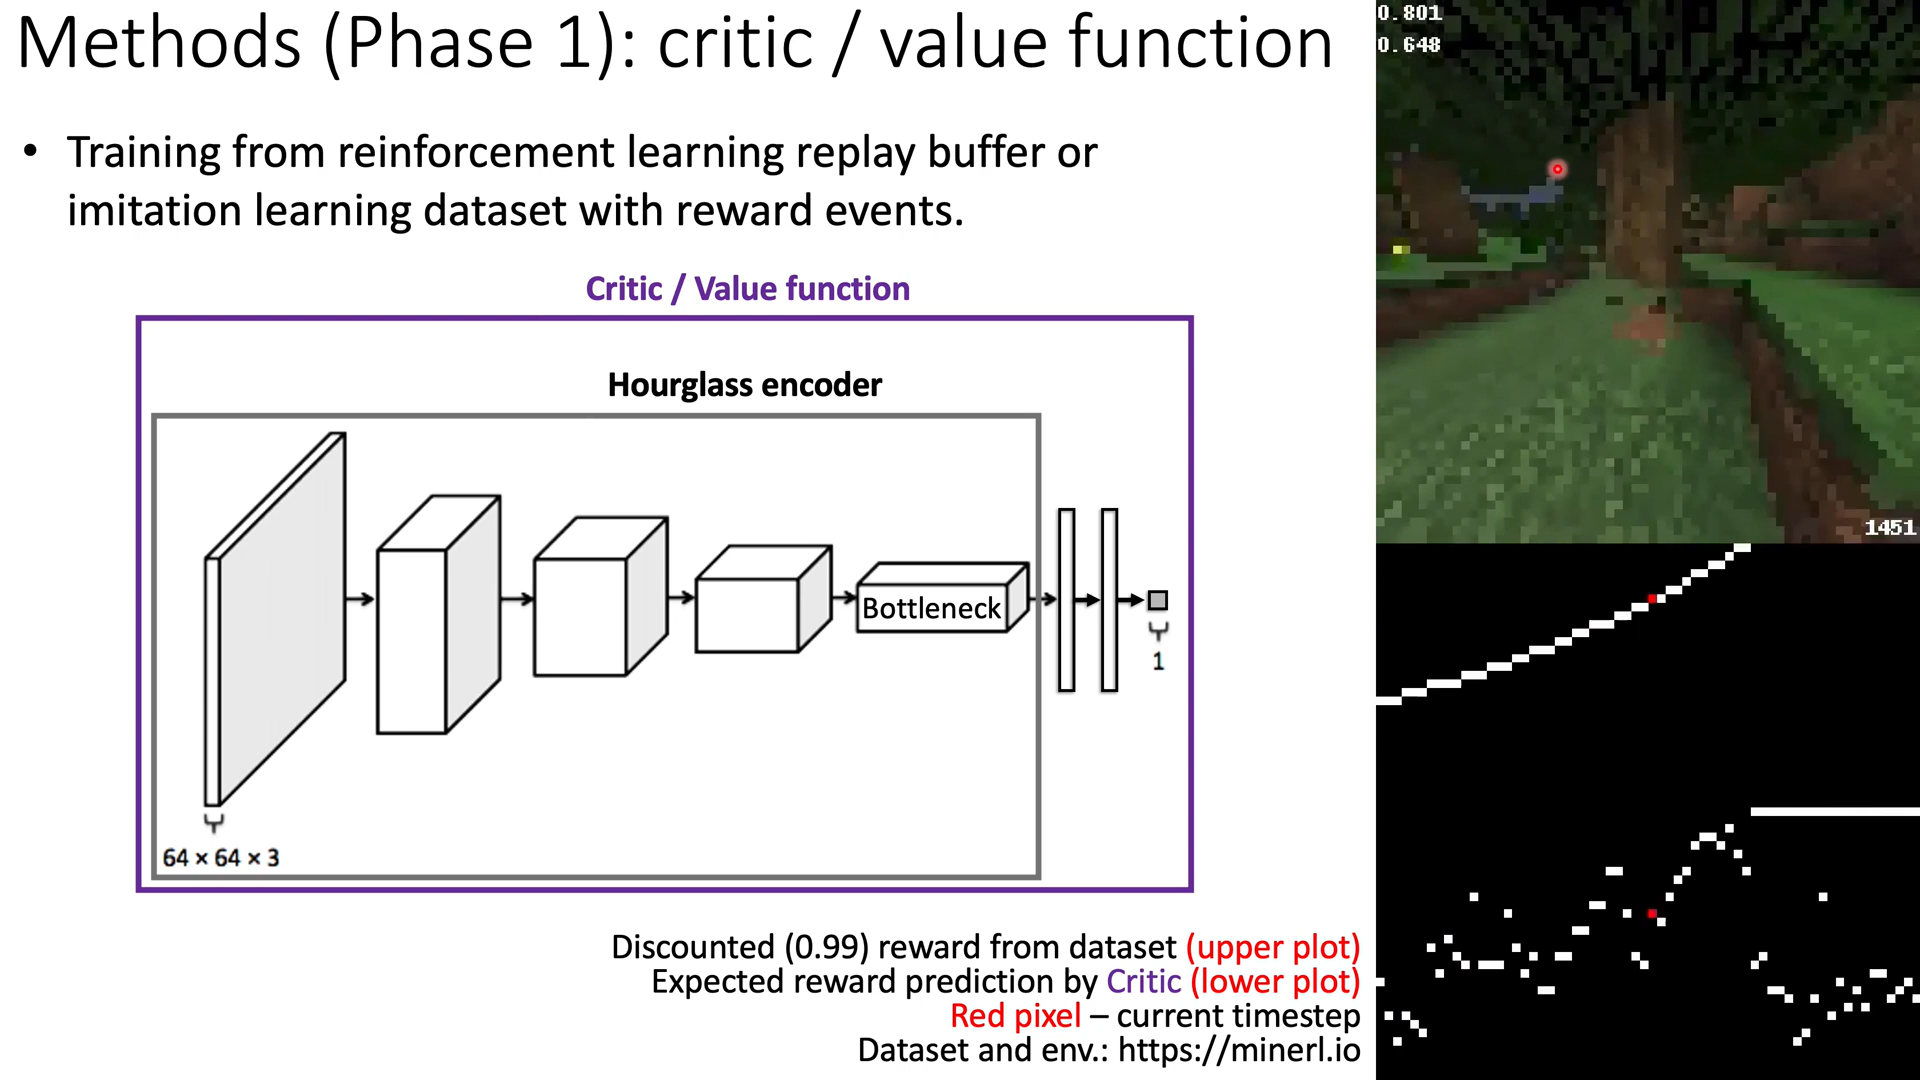 Methods (Phase 1): critic / value function
• Training from reinforcement learning replay buffer or
imitation learning dataset with reward events.
Critic / Value function
Hourglass encoder
Bottleneck
1
64 × 64 × 3
Discounted (0.99) reward from dataset (upper plot)
Expected reward prediction by Critic (lower plot)
Red pixel – current timestep
Dataset and env.: https://minerl.io
0.801
0.648
1451